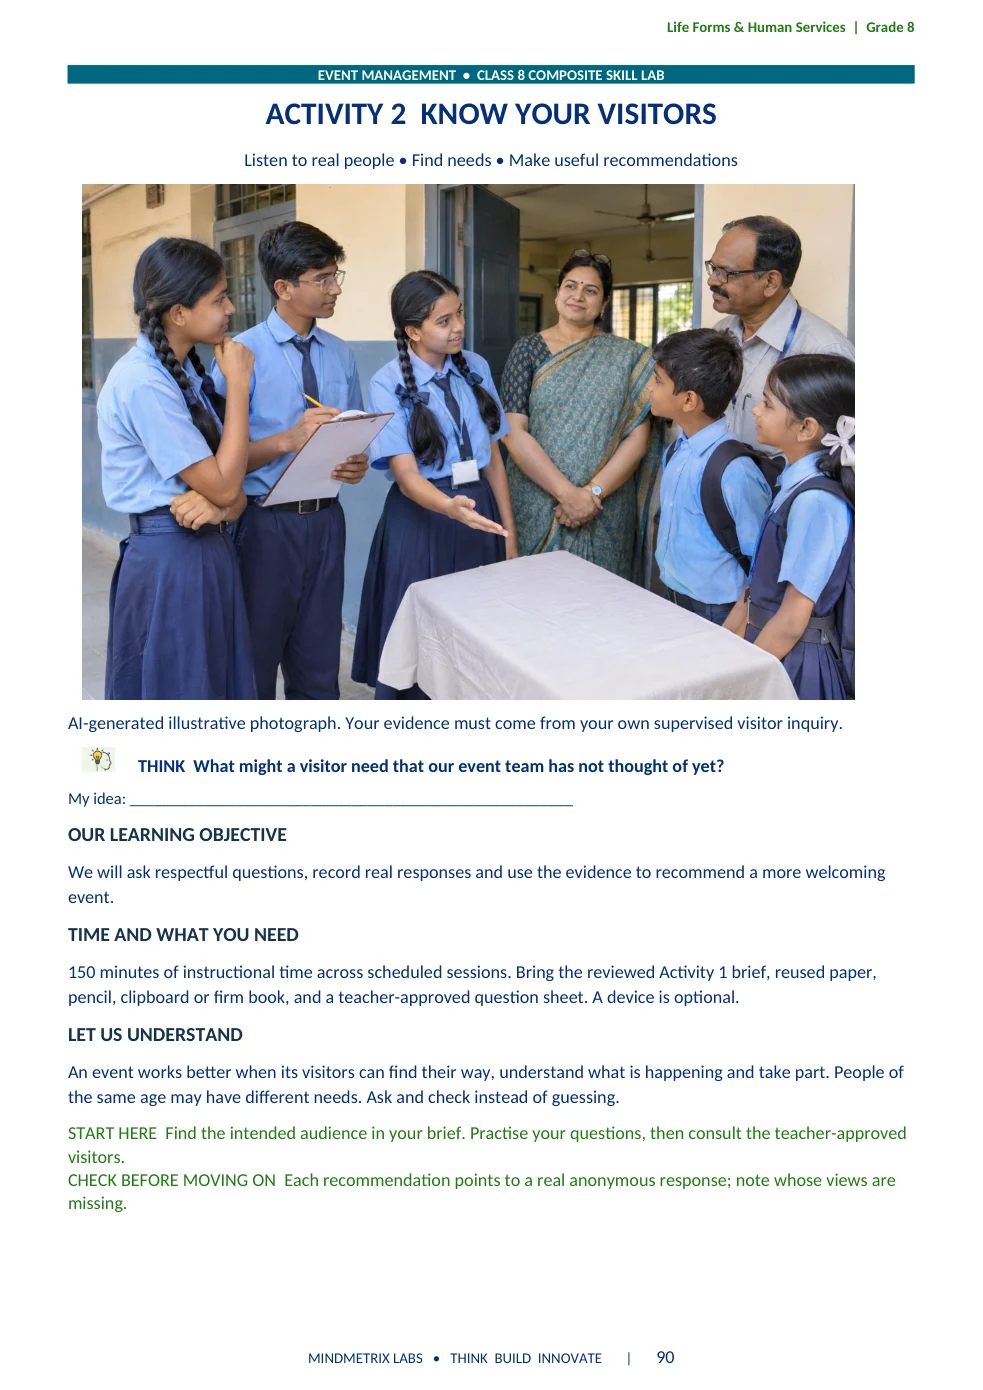 Life Forms & Human Services | Grade 8
EVENT MANAGEMENT ● CLASS 8 COMPOSITE SKILL LAB
ACTIVITY 2 KNOW YOUR VISITORS
Listen to real people • Find needs • Make useful recommendations
AI-generated illustrative photograph. Your evidence must come from your own supervised visitor inquiry.
THINK What might a visitor need that our event team has not thought of yet?
My idea: ______________________________________________________
OUR LEARNING OBJECTIVE
We will ask respectful questions, record real responses and use the evidence to recommend a more welcoming
event.
TIME AND WHAT YOU NEED
150 minutes of instructional time across scheduled sessions. Bring the reviewed Activity 1 brief, reused paper,
pencil, clipboard or firm book, and a teacher-approved question sheet. A device is optional.
LET US UNDERSTAND
An event works better when its visitors can find their way, understand what is happening and take part. People of
the same age may have different needs. Ask and check instead of guessing.
START HERE Find the intended audience in your brief. Practise your questions, then consult the teacher-approved
visitors.
CHECK BEFORE MOVING ON Each recommendation points to a real anonymous response; note whose views are
missing.
MINDMETRIX LABS ● THINK BUILD INNOVATE | 90